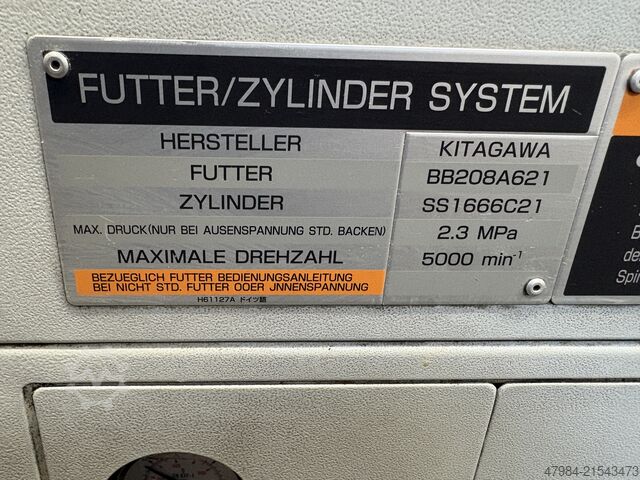 FUTTER/ZYLINDER SYSTEM
HERSTELLER KITAGAWA
FUTTER BB208A621
ZYLINDER SS1666C21
MAX. DRUCK(NUR BEI AUSENSPANNUNG STD. BACKEN) 2.3 MPa
MAXIMALE DREHZAHL 5000 min⁻¹
BEZUEGLICH FUTTER BEDIENUNGSANLEITUNG
BEI NICHT STD. FUTTER OOER JNNENSPANNUNG
H61127A ドイツ語
Spin
47984-21543473